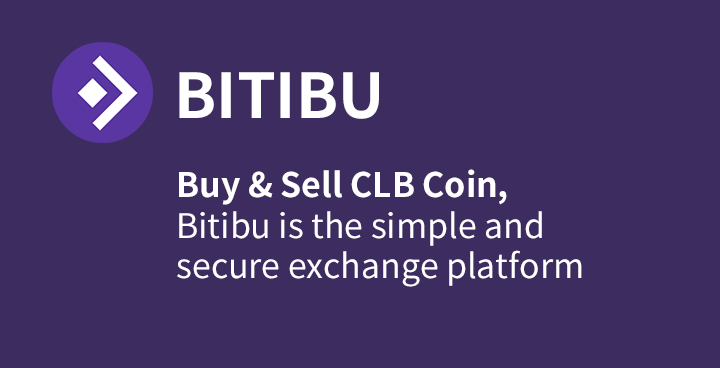 BITIBU
Buy & Sell CLB Coin,
Bitibu is the simple and
secure exchange platform